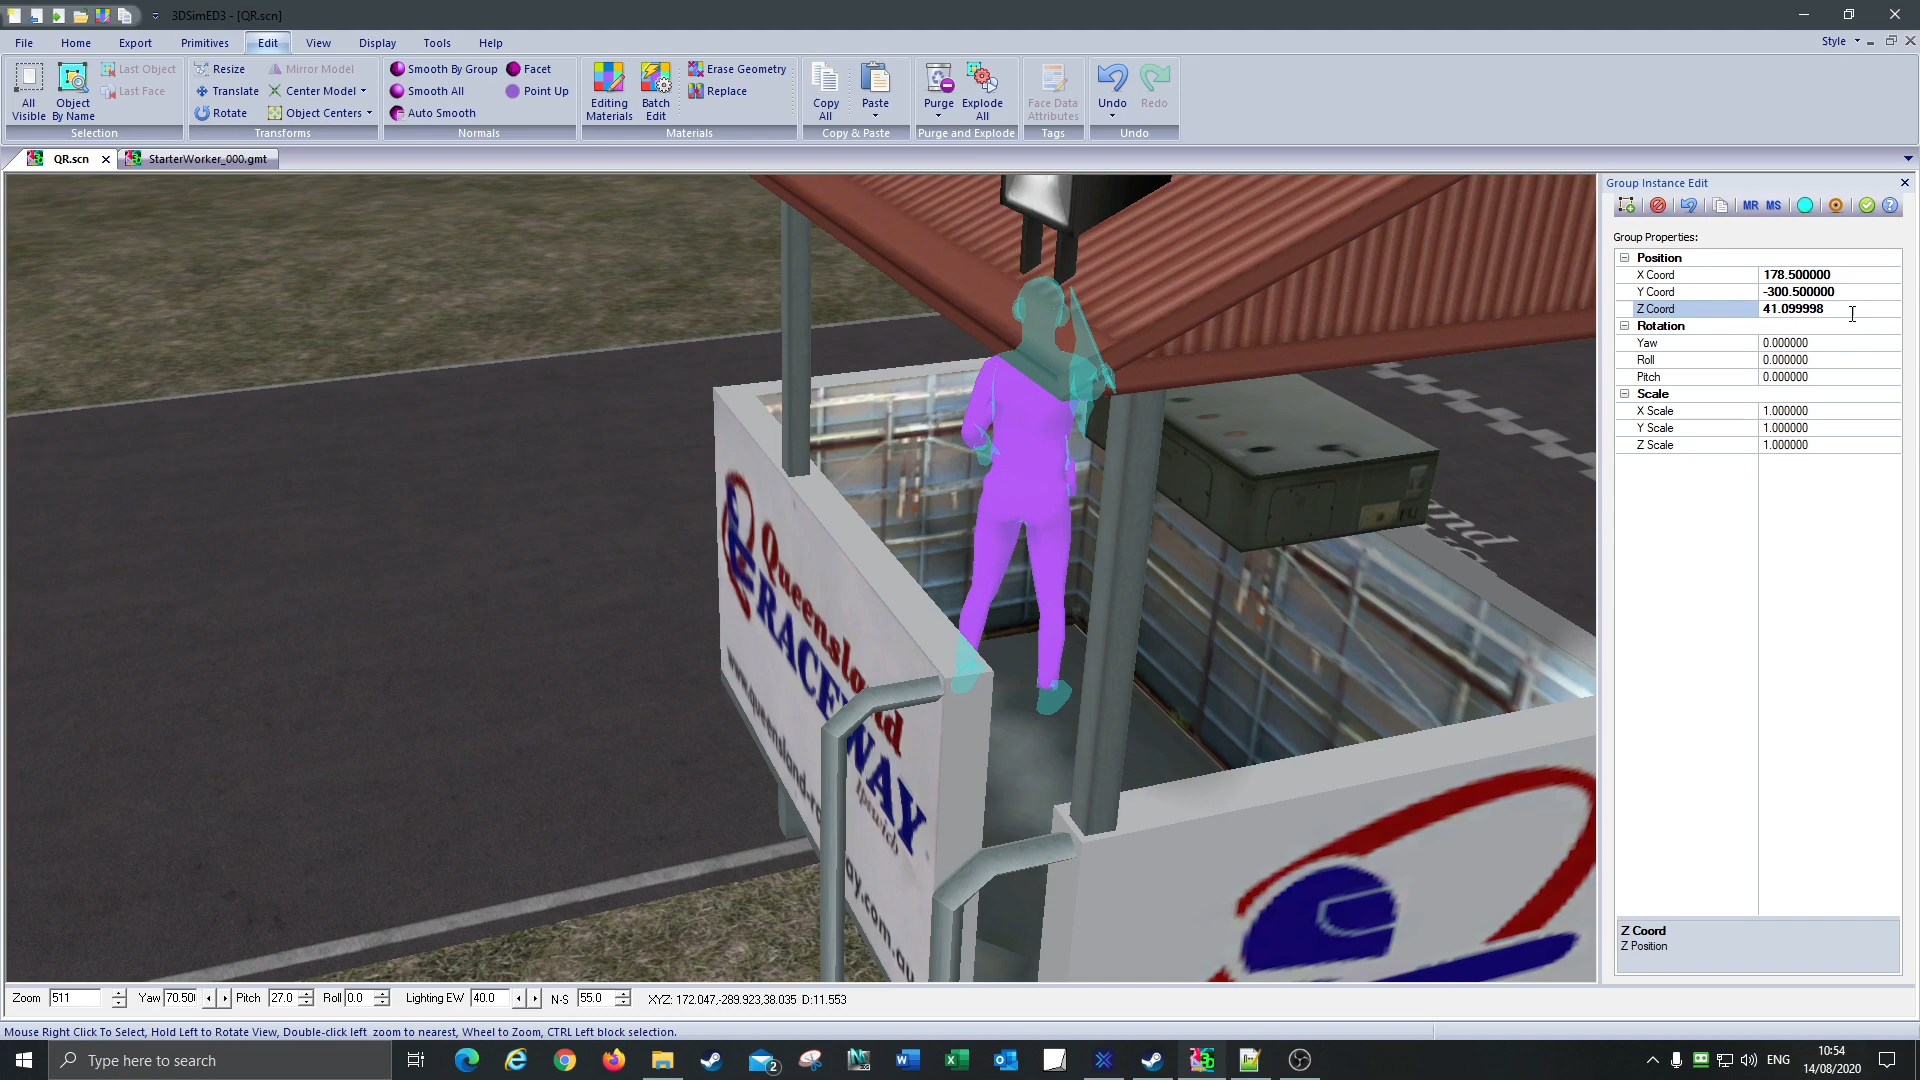 3DSimED3 - [QR.scn]
File Home Export Primitives Edit View Display Tools Help
Style
All Visible
Object By Name
Last Object
Last Face
Selection
Resize
Translate
Rotate
Mirror Model
Center Model
Object Centers
Transforms
Smooth By Group
Smooth All
Auto Smooth
Facet
Point Up
Normals
Editing Materials
Batch Edit
Erase Geometry
Replace
Materials
Copy All
Paste
Copy & Paste
Purge
Explode All
Purge and Explode
Face Data Attributes
Tags
Undo
Redo
Undo
QR.scn
StarterWorker_000.gmt
Queensland
RACEWAY
Ipswich
Group Instance Edit
MR MS
Group Properties:
Position
X Coord 178.500000
Y Coord -300.500000
Z Coord 41.099998
Rotation
Yaw 0.000000
Roll 0.000000
Pitch 0.000000
Scale
X Scale 1.000000
Y Scale 1.000000
Z Scale 1.000000
Z Coord
Z Position
Zoom 511 Yaw 70.50 Pitch 27.0 Roll 0.0 Lighting EW 40.0 N-S 55.0 XYZ: 172.047,-289.923,38.035 D:11.553
Mouse Right Click To Select, Hold Left to Rotate View, Double-click left zoom to nearest, Wheel to Zoom, CTRL Left block selection.
Type here to search
2
ENG
10:54
14/08/2020